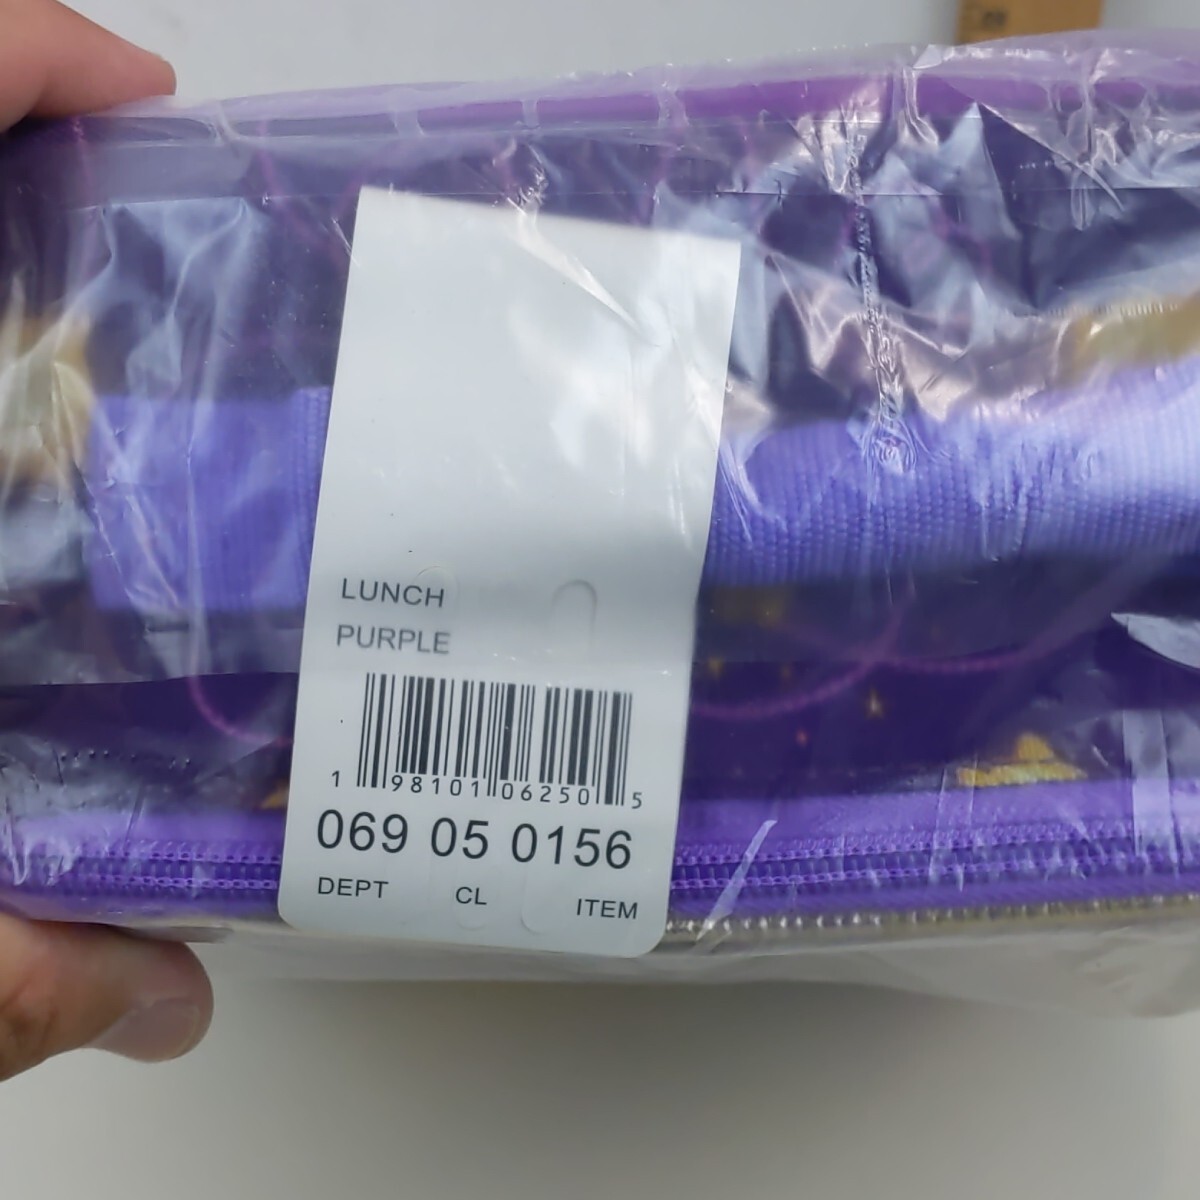 LUNCH
PURPLE
1 98101 06250 5
069 05 0156
DEPT CL ITEM